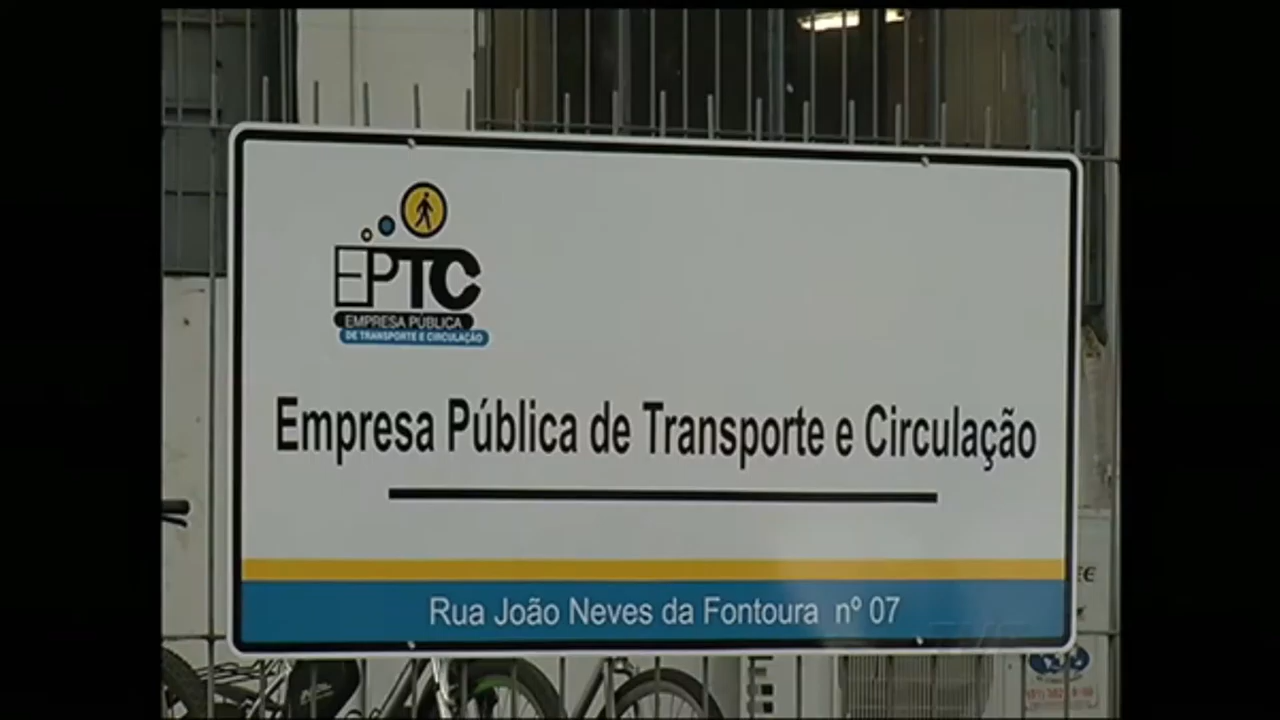 EPTC
EMPRESA PÚBLICA
DE TRANSPORTE E CIRCULAÇÃO
Empresa Pública de Transporte e Circulação
Rua João Neves da Fontoura nº 07